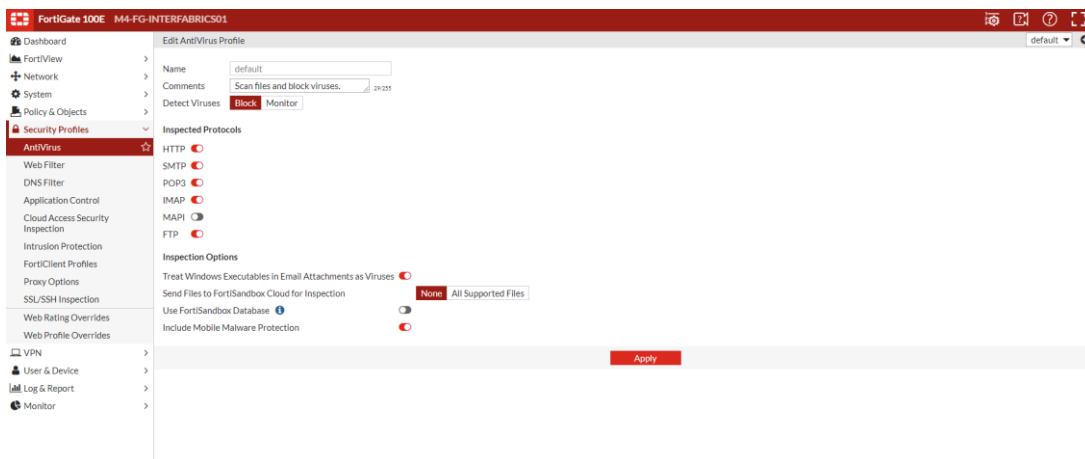 FortiGate 100E M4-FG-INTERFABRICS01
Dashboard
FortiView
Network
System
Policy & Objects
Security Profiles
AntiVirus
Web Filter
DNS Filter
Application Control
Cloud Access Security
Inspection
Intrusion Protection
FortiClient Profiles
Proxy Options
SSL/SSH Inspection
Web Rating Overrides
Web Profile Overrides
VPN
User & Device
Log & Report
Monitor
Edit AntiVirus Profile
default
Name default
Comments Scan files and block viruses. 29/255
Detect Viruses Block Monitor
Inspected Protocols
HTTP
SMTP
POP3
IMAP
MAPI
FTP
Inspection Options
Treat Windows Executables in Email Attachments as Viruses
Send Files to FortiSandbox Cloud for Inspection None All Supported Files
Use FortiSandbox Database
Include Mobile Malware Protection
Apply